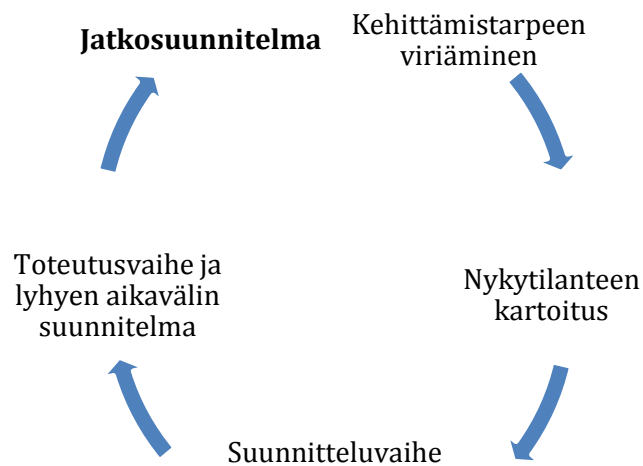 Jatkosuunnitelma
Kehittämistarpeen
viriäminen
Nykytilanteen
kartoitus
Suunnitteluvaihe
Toteutusvaihe ja
lyhyen aikavälin
suunnitelma